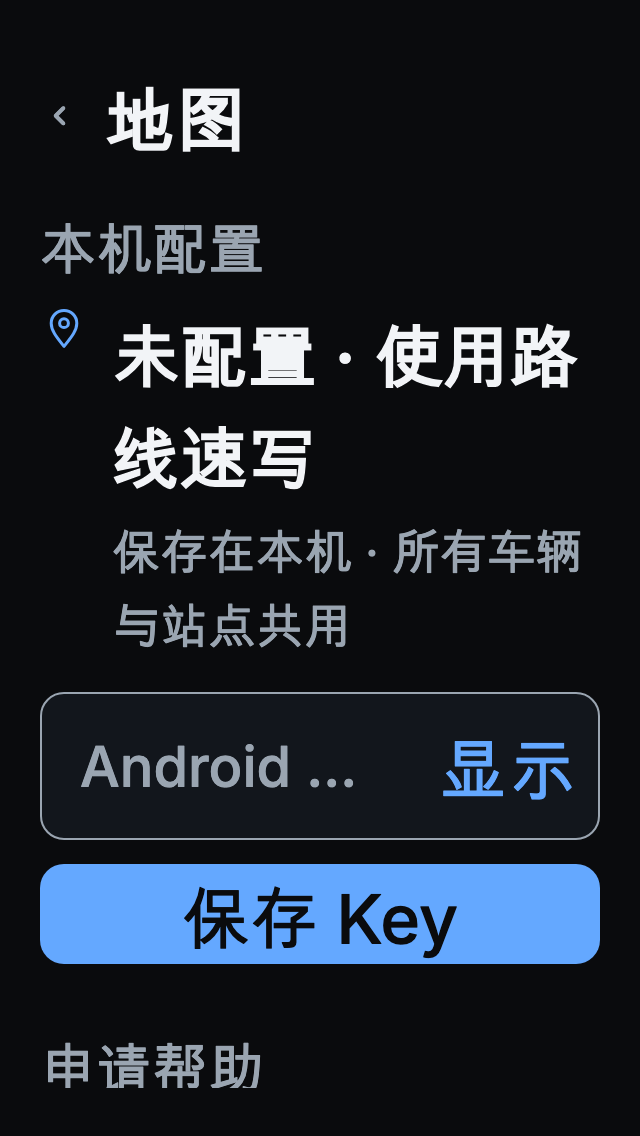 地图
本机配置
未配置 · 使用路
线速写
保存在本机 · 所有车辆
与站点共用
Android ... 显示
保存 Key
申请帮助